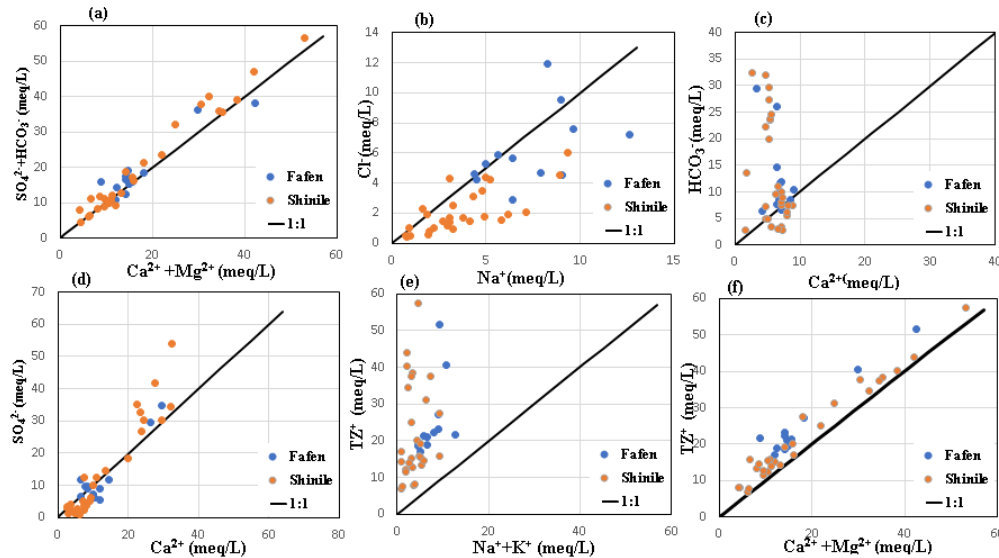 (a)
SO₄²⁻+HCO₃⁻ (meq/L)
60
50
40
30
20
10
0
0 20 40 60
Ca²⁺ +Mg²⁺ (meq/L)
Fafen
Shinile
1:1
(b)
Cl⁻ (meq/L)
14
12
10
8
6
4
2
0
0 5 10 15
Na⁺ (meq/L)
Fafen
Shinile
1:1
(c)
HCO₃⁻ (meq/L)
40
35
30
25
20
15
10
5
0
0 10 20 30 40
Ca²⁺(meq/L)
Fafen
Shinile
1:1
(d)
SO₄²⁻ (meq/L)
70
60
50
40
30
20
10
0
0 20 40 60 80
Ca²⁺ (meq/L)
Fafen
Shinile
1:1
(e)
TZ⁺ (meq/L)
60
50
40
30
20
10
0
0 20 40 60
Na⁺+K⁺ (meq/L)
Fafen
Shinile
1:1
(f)
TZ⁺ (meq/L)
60
50
40
30
20
10
0
0 20 40 60
Ca²⁺ +Mg²⁺ (meq/L)
Fafen
Shinile
1:1